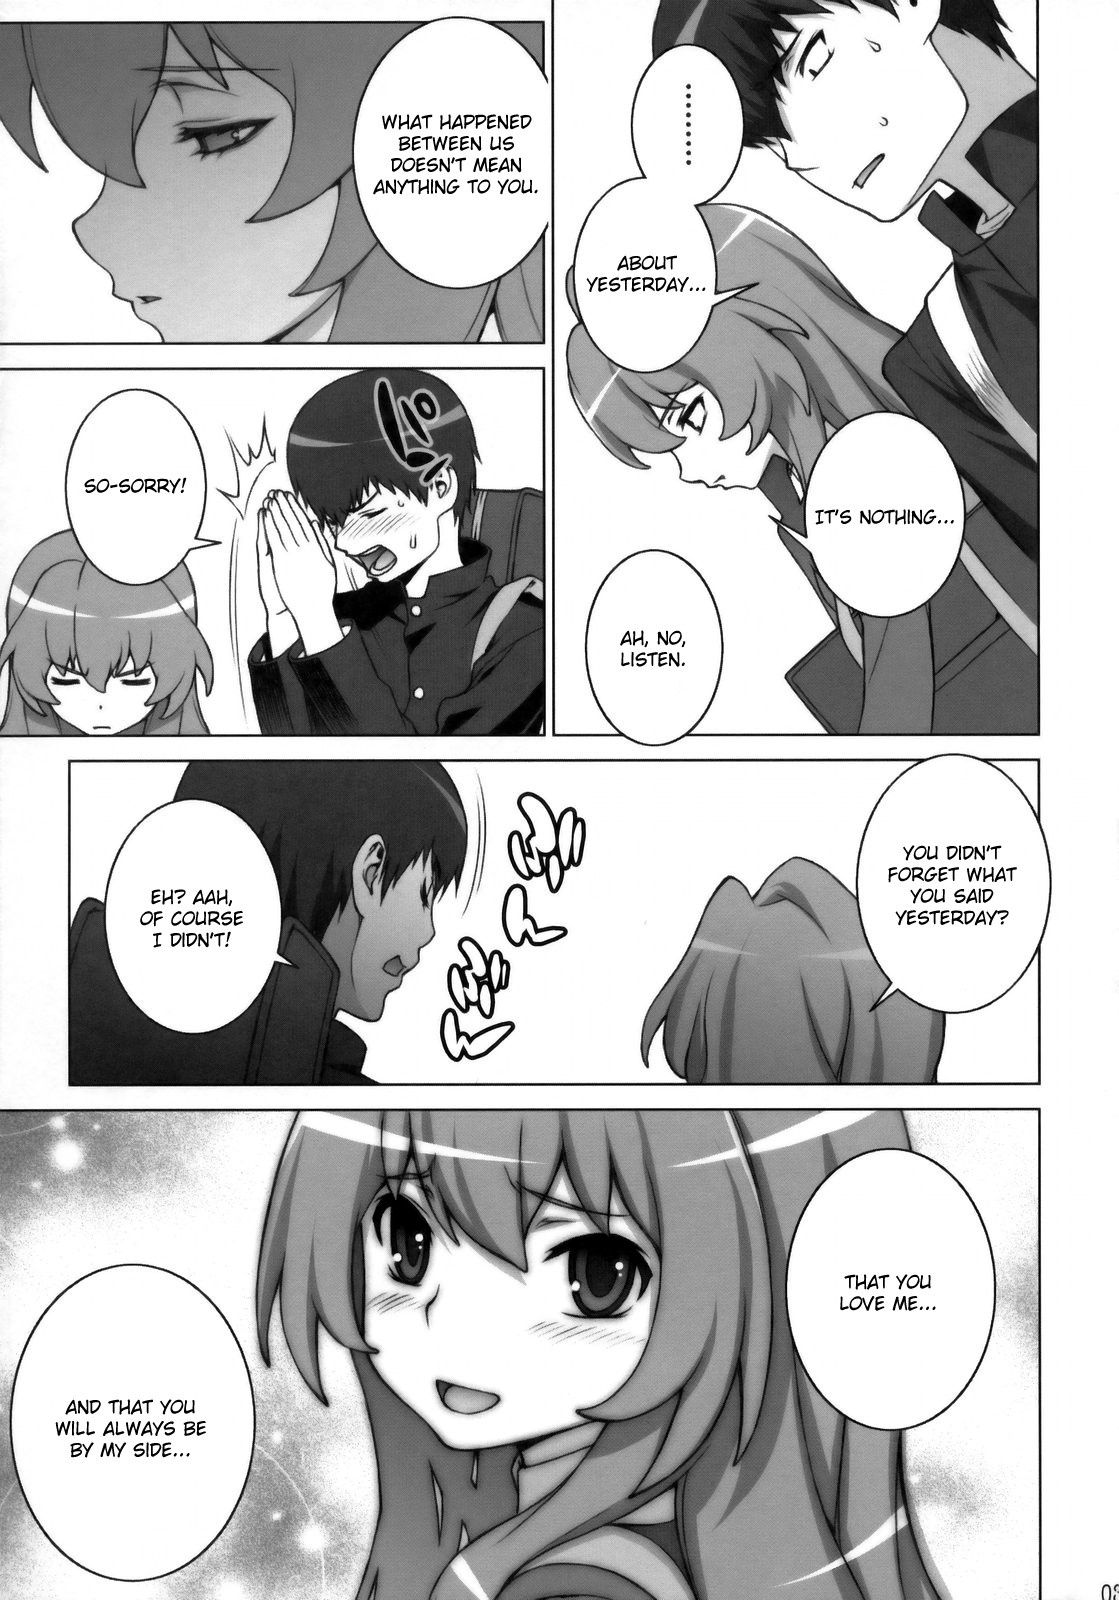 .........
ABOUT
YESTERDAY...
IT'S NOTHING...
AH, NO,
LISTEN.
WHAT HAPPENED
BETWEEN US
DOESN'T MEAN
ANYTHING TO YOU.
SO-SORRY!
YOU DIDN'T
FORGET WHAT
YOU SAID
YESTERDAY?
EH? AAH,
OF COURSE
I DIDN'T!
THAT YOU
LOVE ME...
AND THAT YOU
WILL ALWAYS BE
BY MY SIDE...